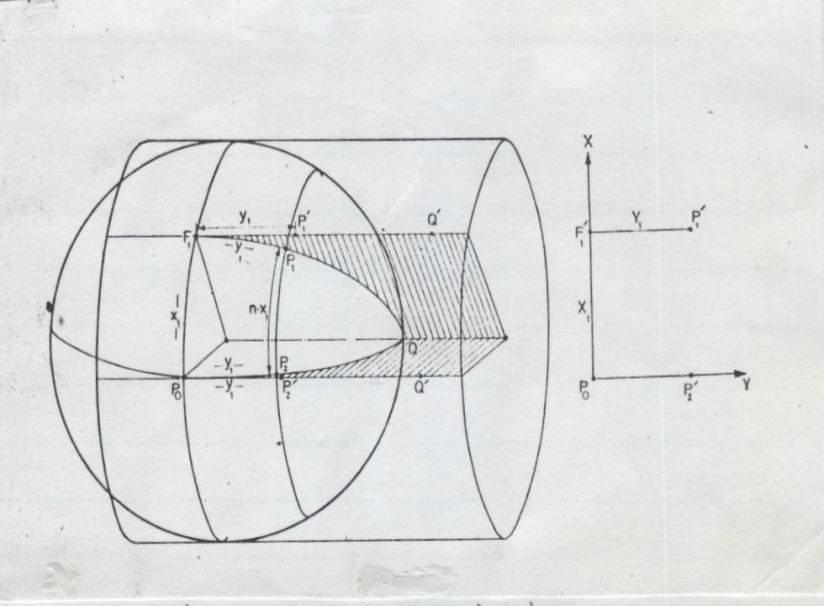 X
y₁ P₁′ Q′
F₁ -y₁- P₁
F₁′ Y₁ P₁′
x₁ n·x₁ X₁
Q
P₀ -y₁- P₂
-y₁- P₂′ Q′
P₀ P₂′ Y